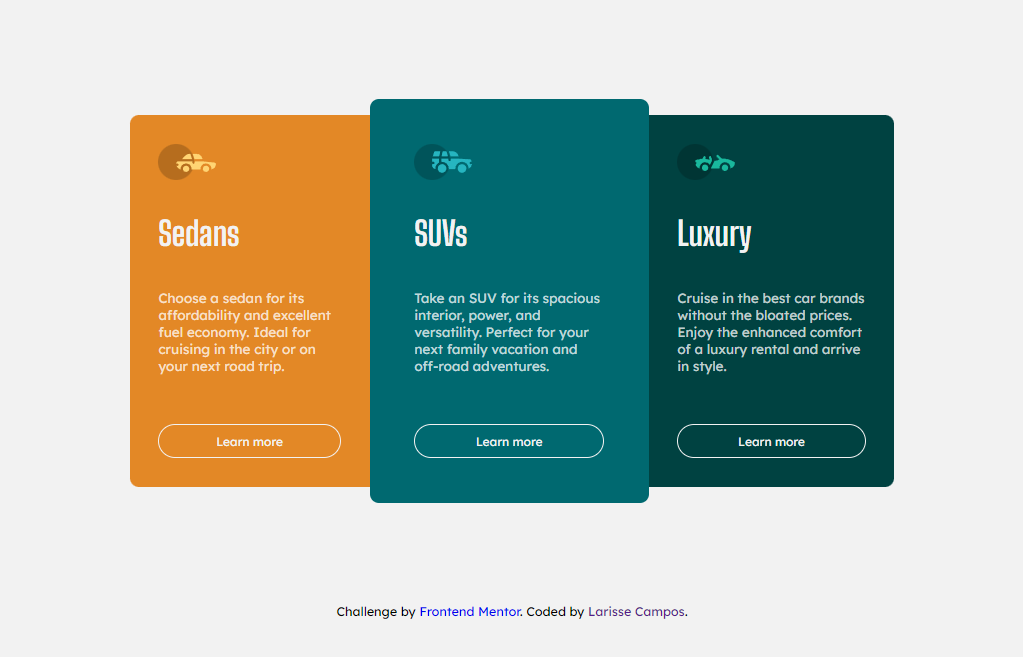 Sedans
Choose a sedan for its
affordability and excellent
fuel economy. Ideal for
cruising in the city or on
your next road trip.
Learn more
SUVs
Take an SUV for its spacious
interior, power, and
versatility. Perfect for your
next family vacation and
off-road adventures.
Learn more
Luxury
Cruise in the best car brands
without the bloated prices.
Enjoy the enhanced comfort
of a luxury rental and arrive
in style.
Learn more
Challenge by Frontend Mentor. Coded by Larisse Campos.